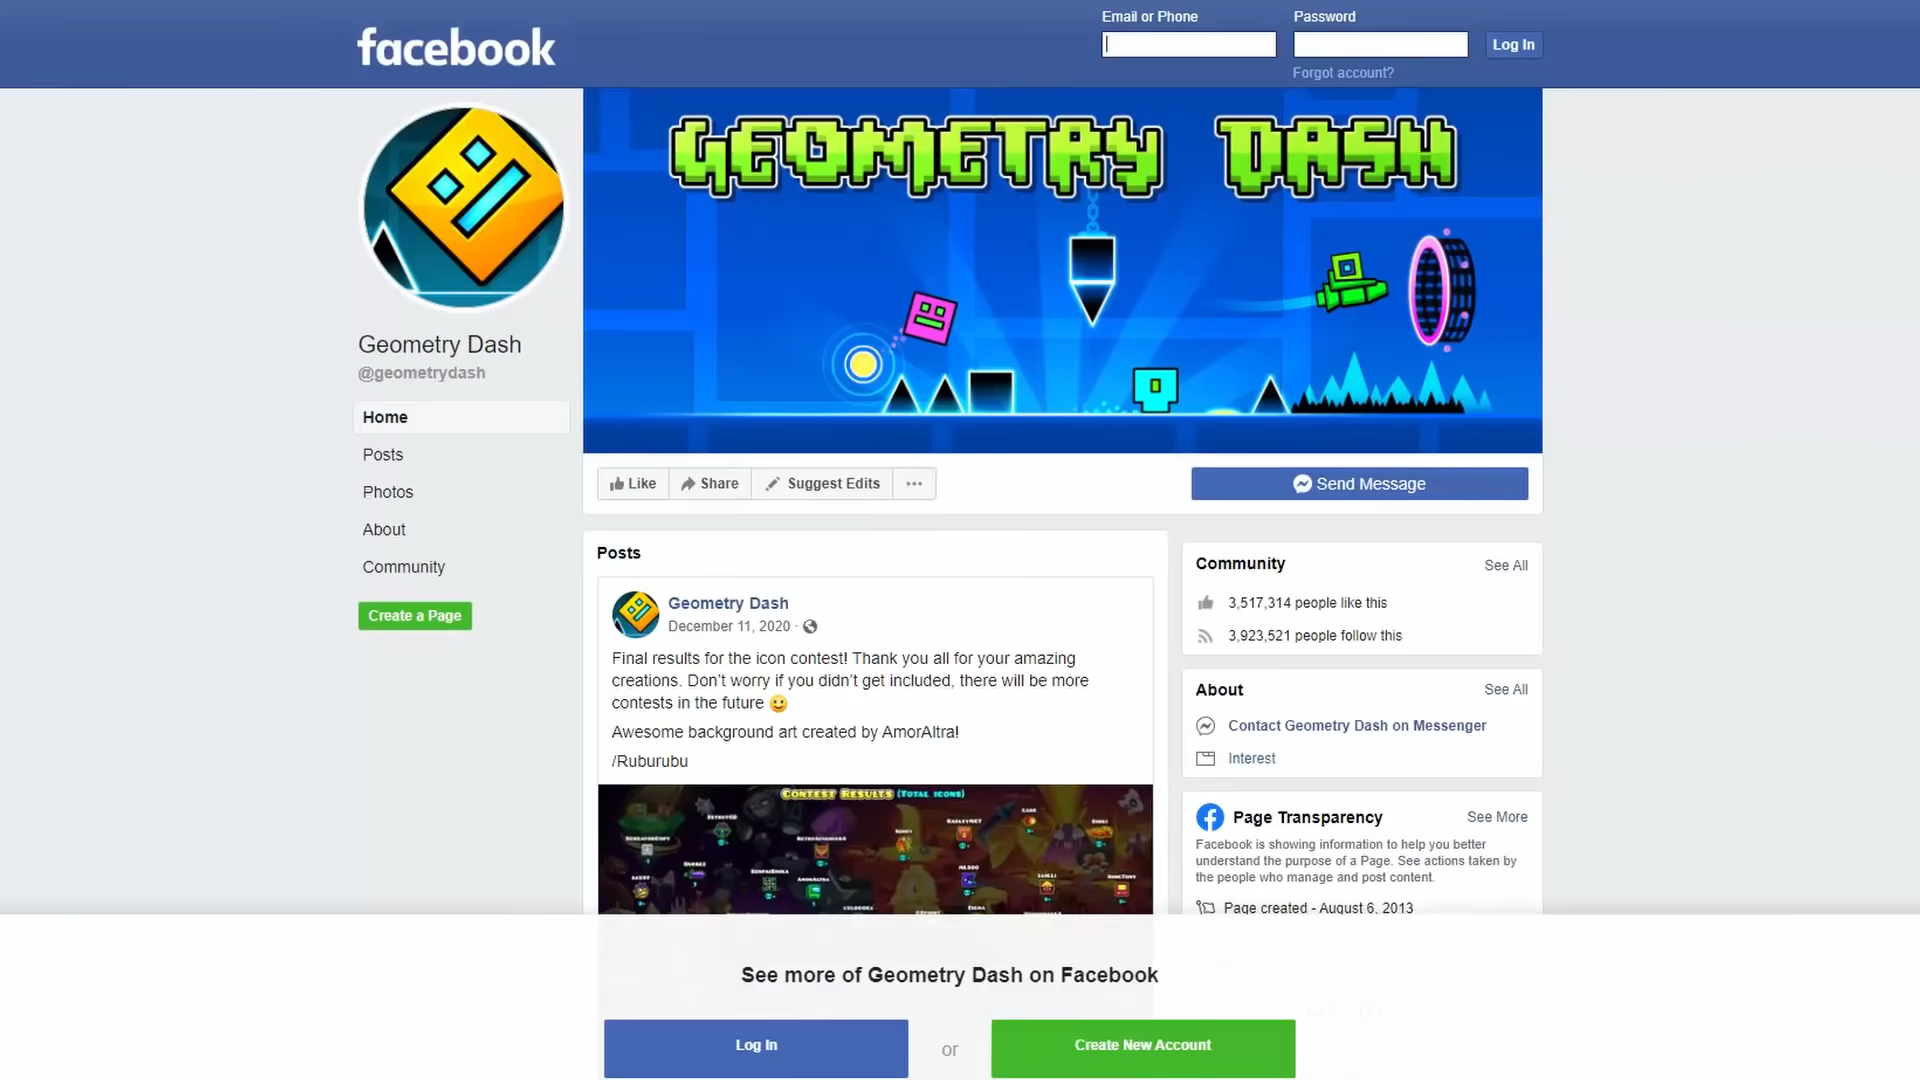 facebook
Email or Phone
Password
Log In
Forgot account?
GEOMETRY DASH
Geometry Dash
@geometrydash
Home
Posts
Photos
About
Community
Create a Page
Like
Share
Suggest Edits
Send Message
Posts
Geometry Dash
December 11, 2020 ·
Final results for the icon contest! Thank you all for your amazing
creations. Don't worry if you didn't get included, there will be more
contests in the future
Awesome background art created by AmorAltra!
/Ruburubu
CONTEST RESULTS (TOTAL ICONS)
Community
See All
3,517,314 people like this
3,923,521 people follow this
About
See All
Contact Geometry Dash on Messenger
Interest
Page Transparency
See More
Facebook is showing information to help you better
understand the purpose of a Page. See actions taken by
the people who manage and post content.
Page created - August 6, 2013
See more of Geometry Dash on Facebook
Log In
or
Create New Account